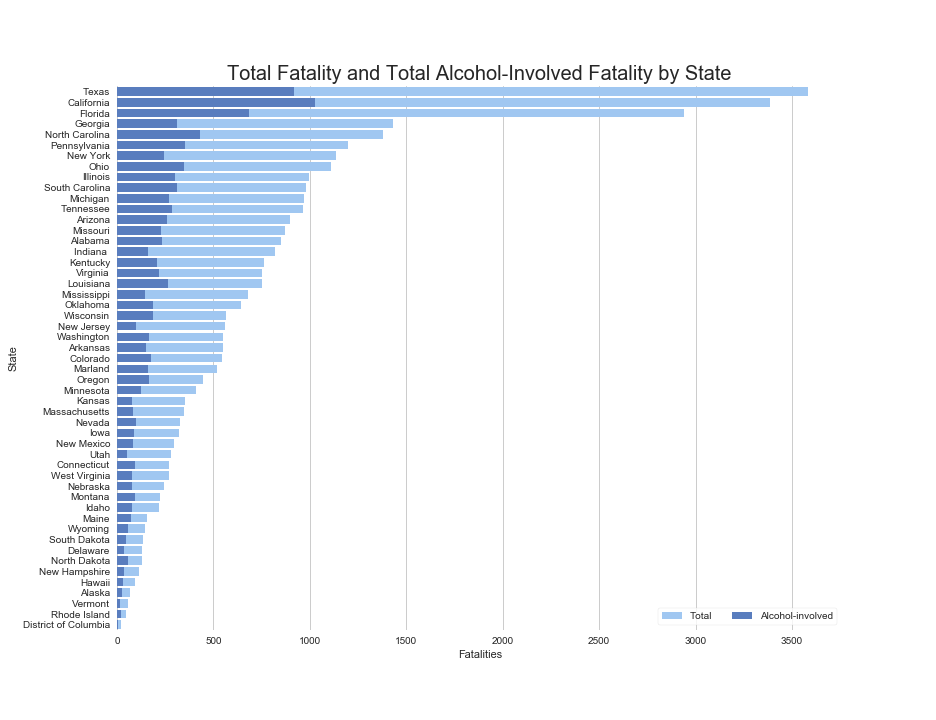 Total Fatality and Total Alcohol-Involved Fatality by State
Texas
California
Florida
Georgia
North Carolina
Pennsylvania
New York
Ohio
Illinois
South Carolina
Michigan
Tennessee
Arizona
Missouri
Alabama
Indiana
Kentucky
Virginia
Louisiana
Mississippi
Oklahoma
Wisconsin
New Jersey
Washington
Arkansas
Colorado
Marland
Oregon
Minnesota
Kansas
Massachusetts
Nevada
Iowa
New Mexico
Utah
Connecticut
West Virginia
Nebraska
Montana
Idaho
Maine
Wyoming
South Dakota
Delaware
North Dakota
New Hampshire
Hawaii
Alaska
Vermont
Rhode Island
District of Columbia
State
Total Alcohol-involved
0 500 1000 1500 2000 2500 3000 3500
Fatalities